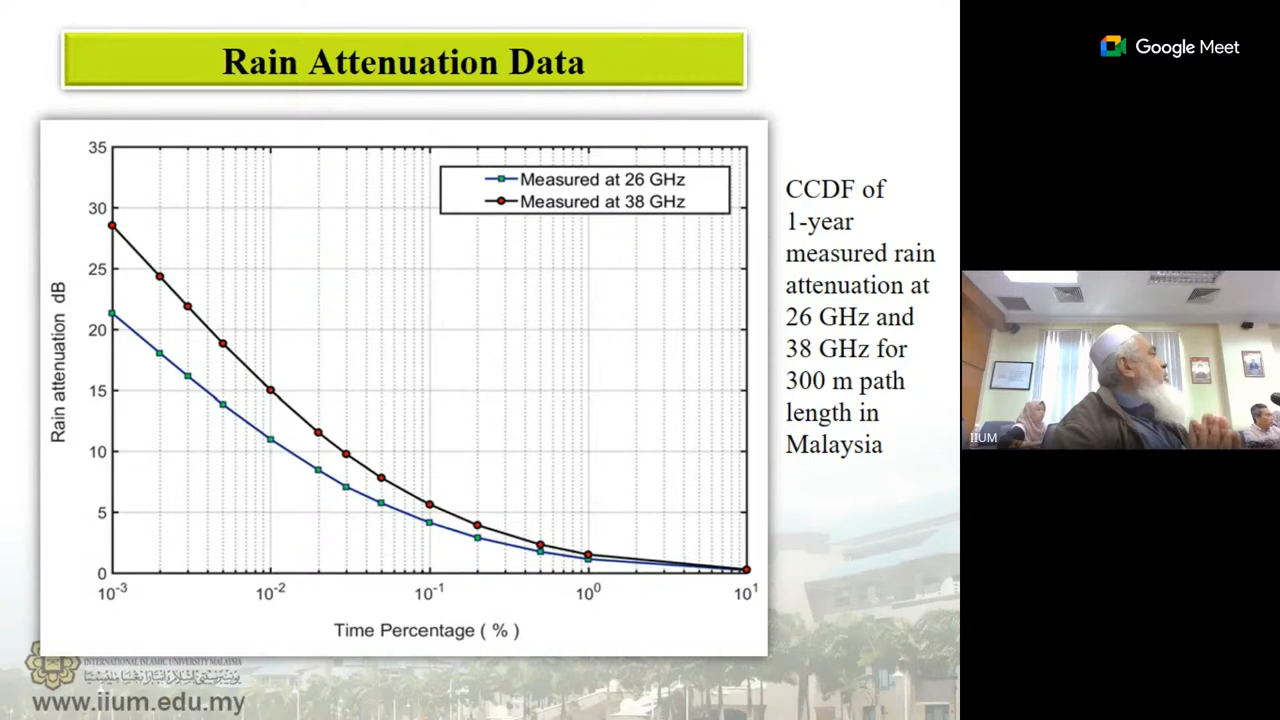 Rain Attenuation Data
Google Meet
35
30
25
20
15
10
5
0
Rain attenuation dB
Measured at 26 GHz
Measured at 38 GHz
10-3
10-2
10-1
100
101
Time Percentage ( % )
CCDF of
1-year
measured rain
attenuation at
26 GHz and
38 GHz for
300 m path
length in
Malaysia
IIUM
INTERNATIONAL ISLAMIC UNIVERSITY MALAYSIA
www.iium.edu.my